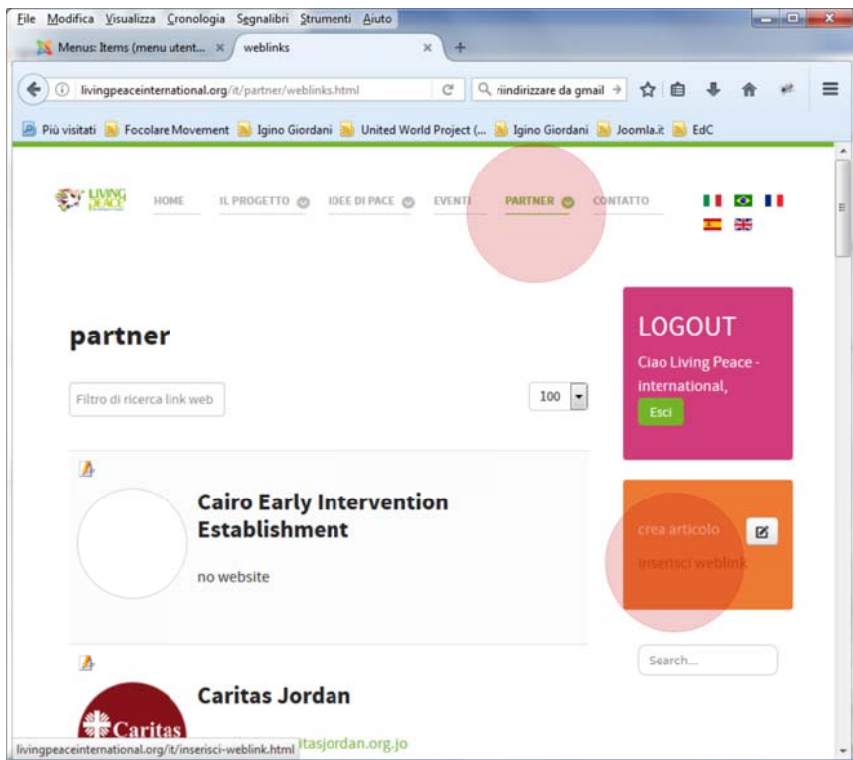 File Modifica Visualizza Cronologia Segnalibri Strumenti Aiuto
Menus: Items (menu utent... × weblinks × +
livingpeaceinternational.org/it/partner/weblinks.html
riindirizzare da gmail
Più visitati Focolare Movement Igino Giordani United World Project (... Igino Giordani Joomla.it EdC
LIVING PEACE
HOME IL PROGETTO IDEE DI PACE EVENTI PARTNER CONTATTO
partner
Filtro di ricerca link web
100
LOGOUT
Ciao Living Peace -
international,
Esci
Cairo Early Intervention
Establishment
no website
crea articolo
inserisci weblink
Search...
Caritas Jordan
Caritas
itasjordan.org.jo
livingpeaceinternational.org/it/inserisci-weblink.html